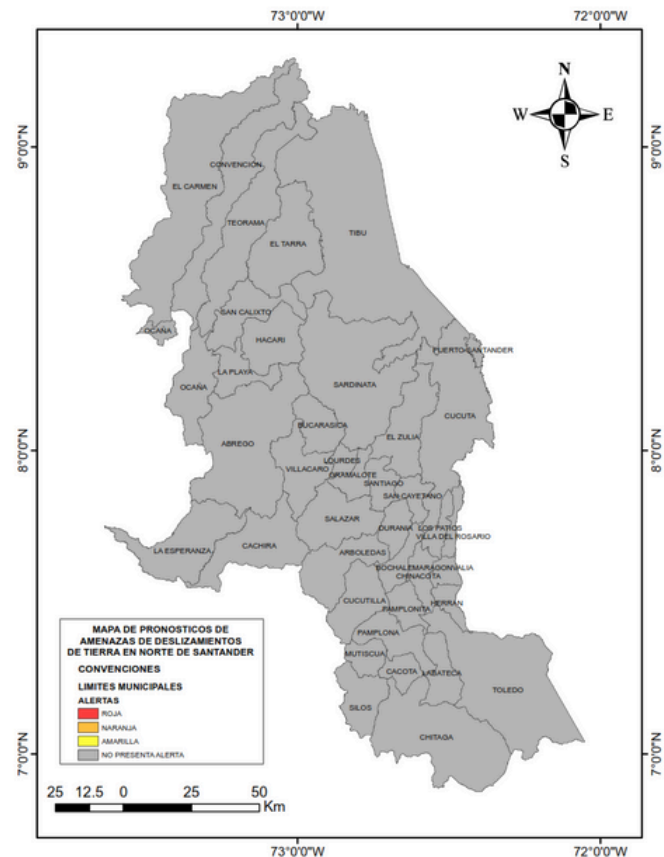 73°0'0"W
72°0'0"W
N
W
E
S
9°0'0"N
9°0'0"N
CONVENCION
EL CARMEN
TEORAMA
TIBU
EL TARRA
SAN CALIXTO
OCAÑA
HACARI
PUERTO SANTANDER
LA PLAYA
OCAÑA
SARDINATA
CUCUTA
BUCARASICA
EL ZULIA
ABREGO
8°0'0"N
8°0'0"N
LOURDES
VILLACARO
GRAMALOTE
SANTIAGO
SAN CAYETANO
SALAZAR
DURANIA
LOS PATIOS
VILLA DEL ROSARIO
LA ESPERANZA
CACHIRA
ARBOLEDAS
BOCHALEMA
RAGONVALIA
CHINACOTA
CUCUTILLA
HERRAN
PAMPLONITA
PAMPLONA
MUTISCUA
CACOTA
LABATECA
TOLEDO
SILOS
CHITAGA
MAPA DE PRONOSTICOS DE
AMENAZAS DE DESLIZAMIENTOS
DE TIERRA EN NORTE DE SANTANDER
CONVENCIONES
LIMITES MUNICIPALES
ALERTAS
ROJA
NARANJA
AMARILLA
NO PRESENTA ALERTA
7°0'0"N
7°0'0"N
25 12.5 0 25 50
Km
73°0'0"W
72°0'0"W